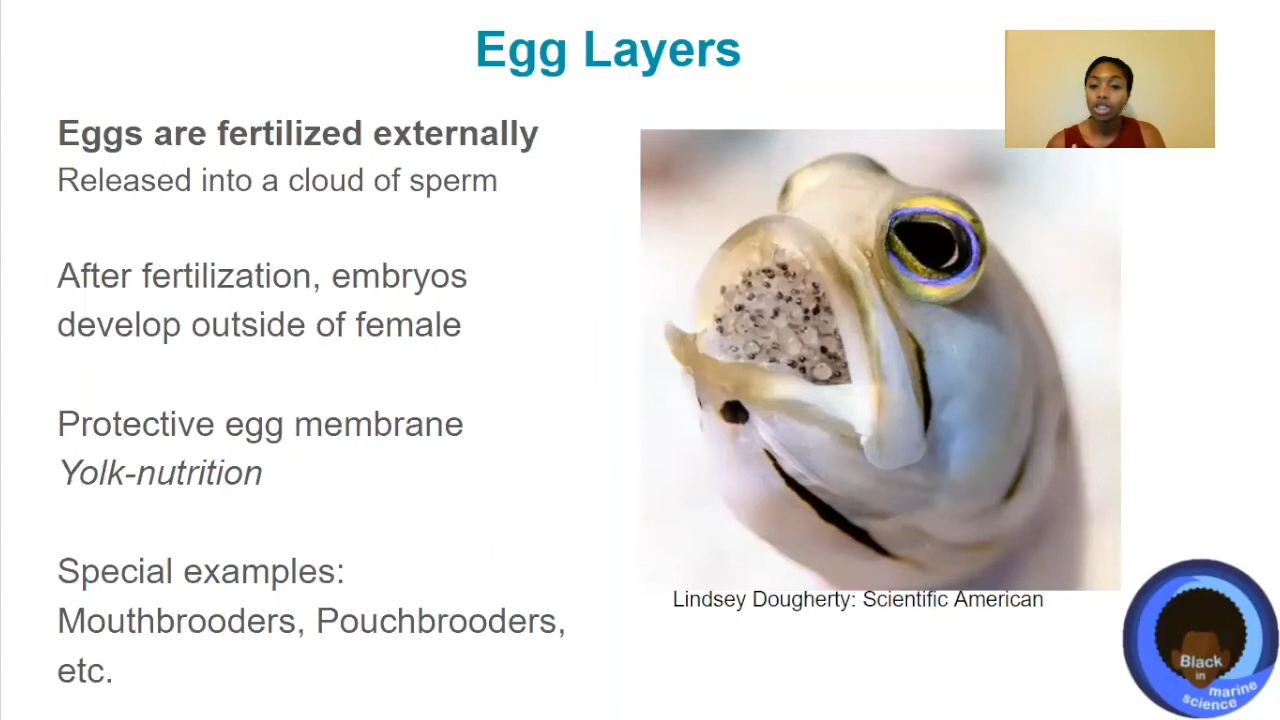 Egg Layers
Eggs are fertilized externally
Released into a cloud of sperm
After fertilization, embryos
develop outside of female
Protective egg membrane
Yolk-nutrition
Special examples:
Mouthbrooders, Pouchbrooders,
etc.
Lindsey Dougherty: Scientific American
Black
in
marine
science